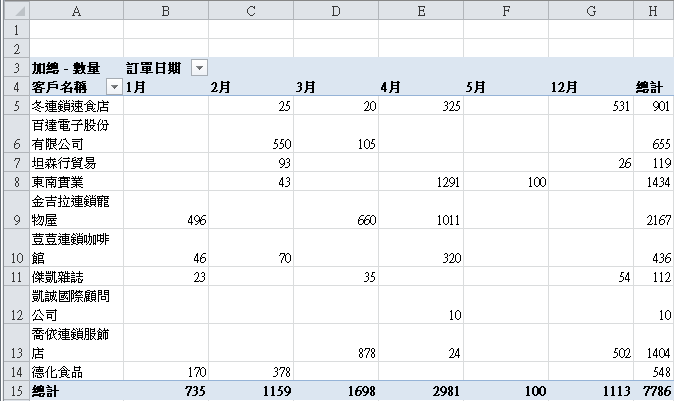 A B C D E F G H
1
2
3 加總 - 數量 訂單日期
4 客戶名稱 1月 2月 3月 4月 5月 12月 總計
5 冬連鎖速食店 25 20 325 531 901
百達電子股份
6 有限公司 550 105 655
7 坦森行貿易 93 26 119
8 東南實業 43 1291 100 1434
金吉拉連鎖寵
9 物屋 496 660 1011 2167
荳荳連鎖咖啡
10 館 46 70 320 436
11 傑凱雜誌 23 35 54 112
凱誠國際顧問
12 公司 10 10
喬依連鎖服飾
13 店 878 24 502 1404
14 德化食品 170 378 548
15 總計 735 1159 1698 2981 100 1113 7786